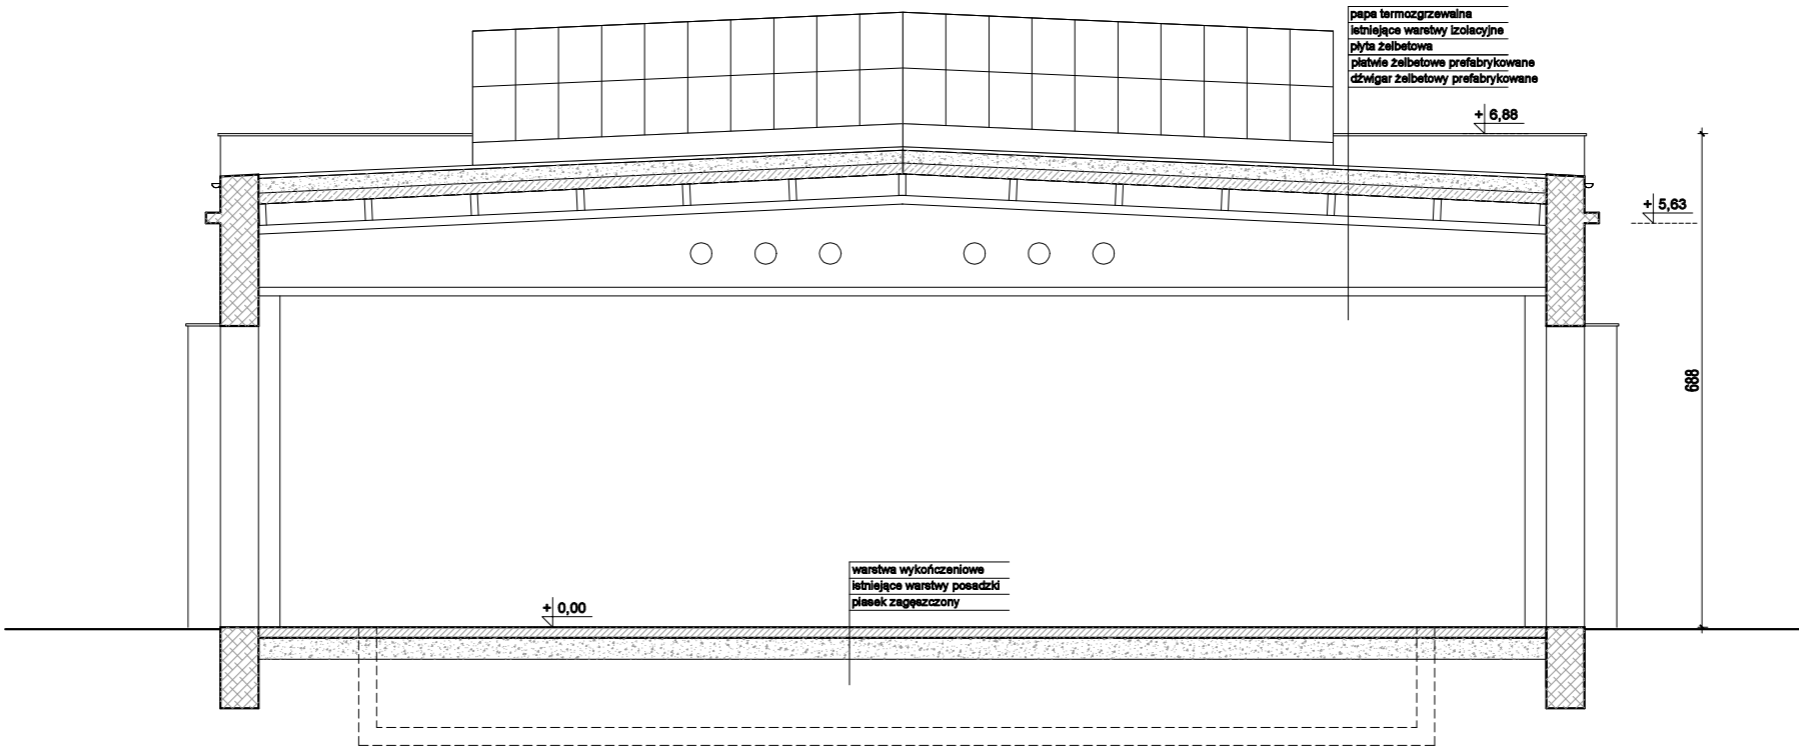 papa termozgrzewalna
istniejące warstwy izolacyjne
płyta żelbetowa
płatwie żelbetowe prefabrykowane
dźwigar żelbetowy prefabrykowane
+ 6,88
+ 5,63
688
warstwa wykończeniowe
istniejące warstwy posadzki
piasek zagęszczony
+ 0,00